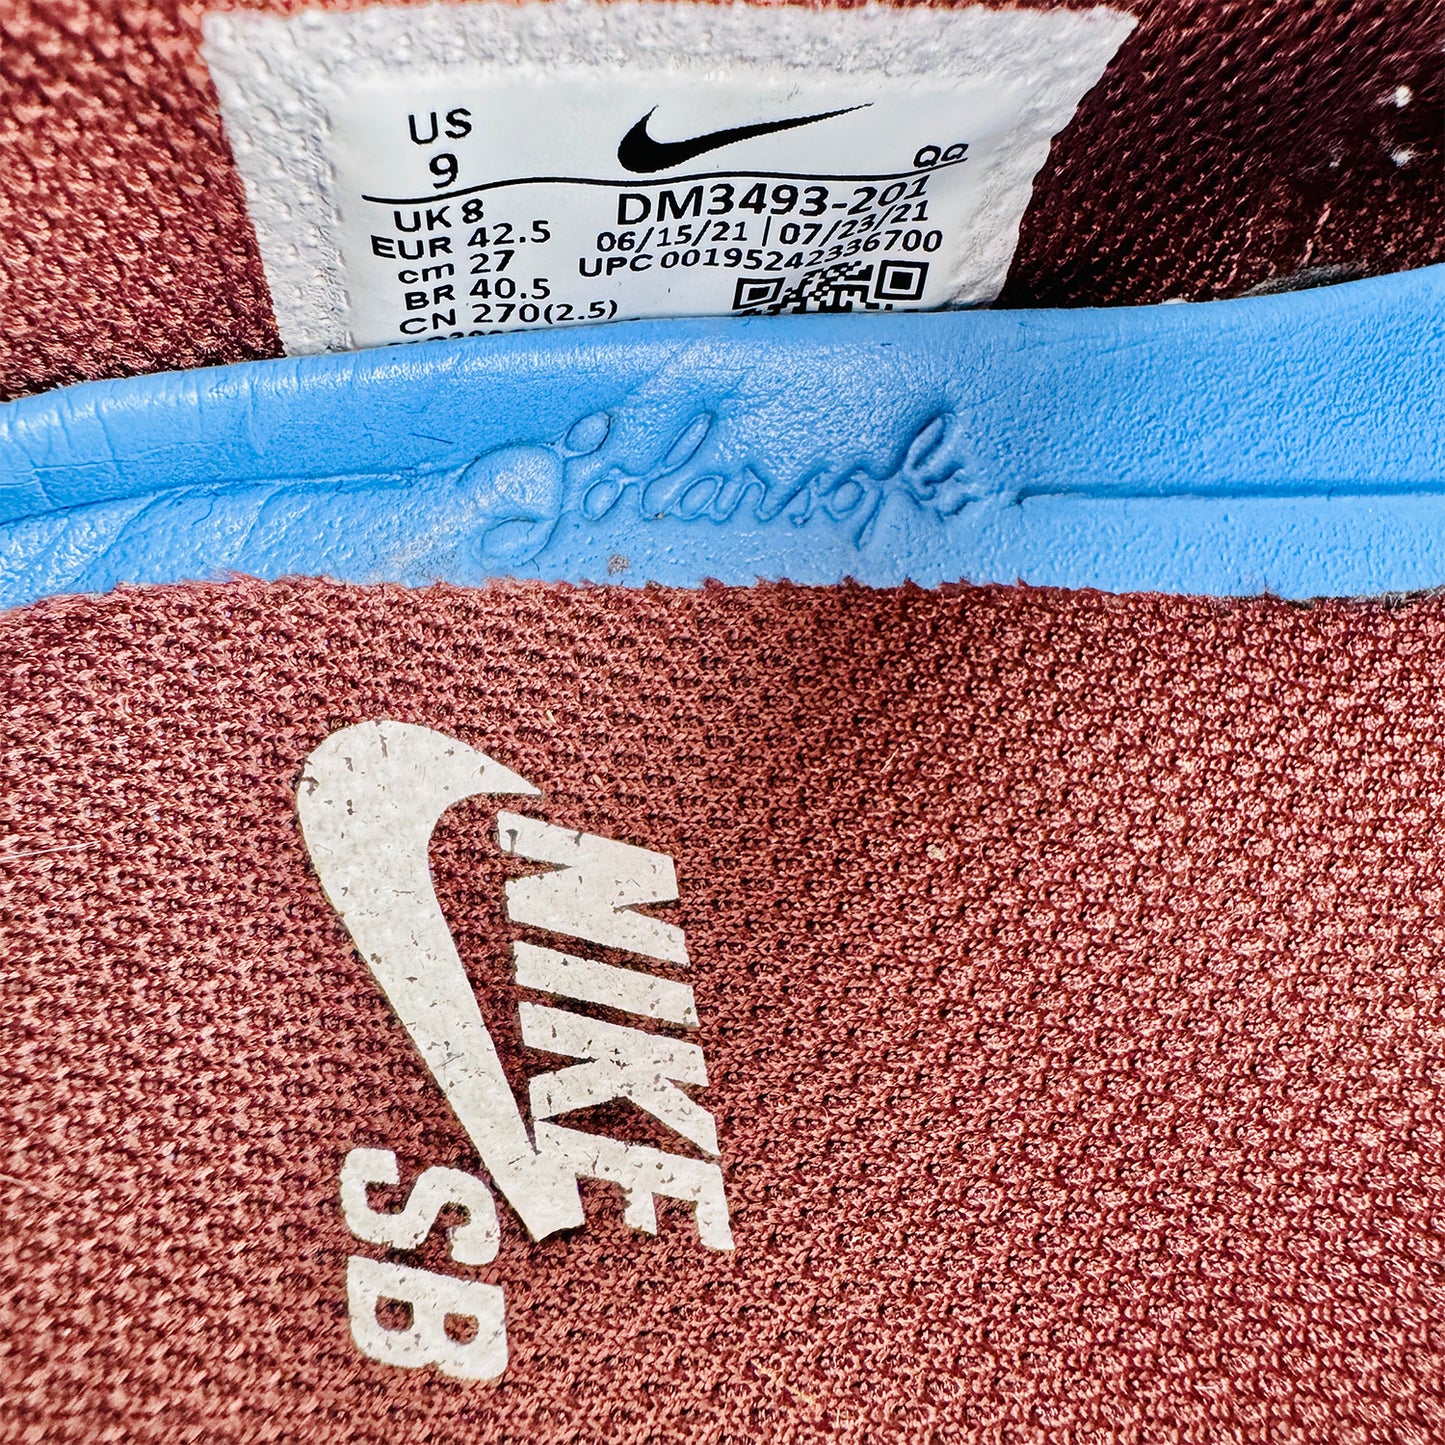 US
9
QQ
UK 8
EUR 42.5
cm 27
BR 40.5
CN 270(2.5)
DM3493-201
06/15/21 | 07/23/21
UPC 00195242336700
Solarsoft
NIKE
SB